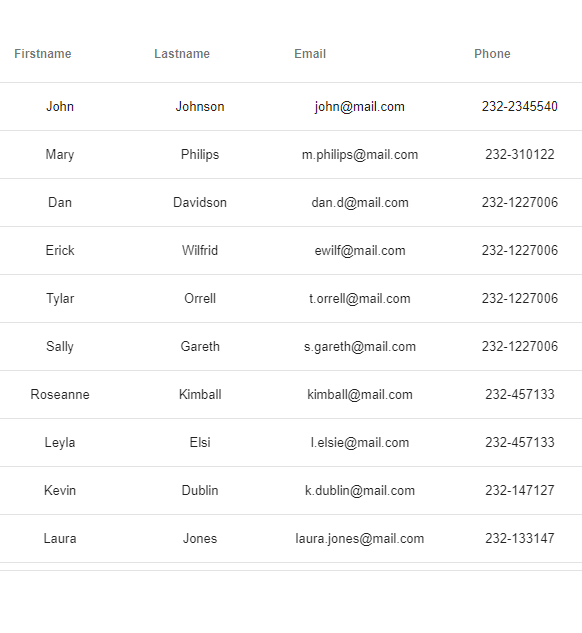 Firstname Lastname Email Phone
John Johnson john@mail.com 232-2345540
Mary Philips m.philips@mail.com 232-310122
Dan Davidson dan.d@mail.com 232-1227006
Erick Wilfrid ewilf@mail.com 232-1227006
Tylar Orrell t.orrell@mail.com 232-1227006
Sally Gareth s.gareth@mail.com 232-1227006
Roseanne Kimball kimball@mail.com 232-457133
Leyla Elsi l.elsie@mail.com 232-457133
Kevin Dublin k.dublin@mail.com 232-147127
Laura Jones laura.jones@mail.com 232-133147